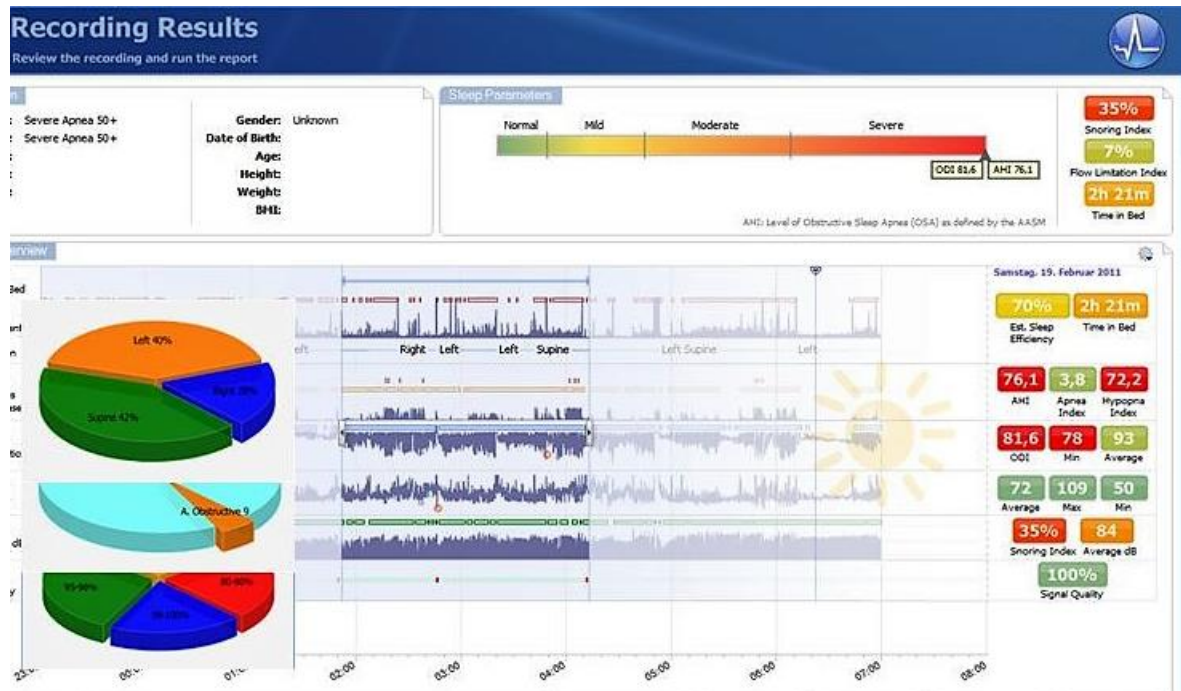 Recording Results
Review the recording and run the report
Severe Apnea 50+
Severe Apnea 50+
Gender: Unknown
Date of Birth:
Age:
Height:
Weight:
BMI:
Sleep Parameters
Normal Mild Moderate Severe
ODI 81,6 AHI 76,1
AHI: Level of Obstructive Sleep Apnea (OSA) as defined by the AASM
35%
Snoring Index
7%
Flow Limitation Index
2h 21m
Time in Bed
Samstag, 19. Februar 2011
70% 2h 21m
Est. Sleep Efficiency Time in Bed
Right Left Left Supine Left Supine Left
Left 40%
Supine 42%
76,1 3,8 72,2
AHI Apnea Index Hypopna Index
81,6 78 93
ODI Min Average
A. Obstructive 9
72 109 50
Average Max Min
35% 84
Snoring Index Average dB
100%
Signal Quality
02:00 03:00 04:00 05:00 06:00 07:00 08:00